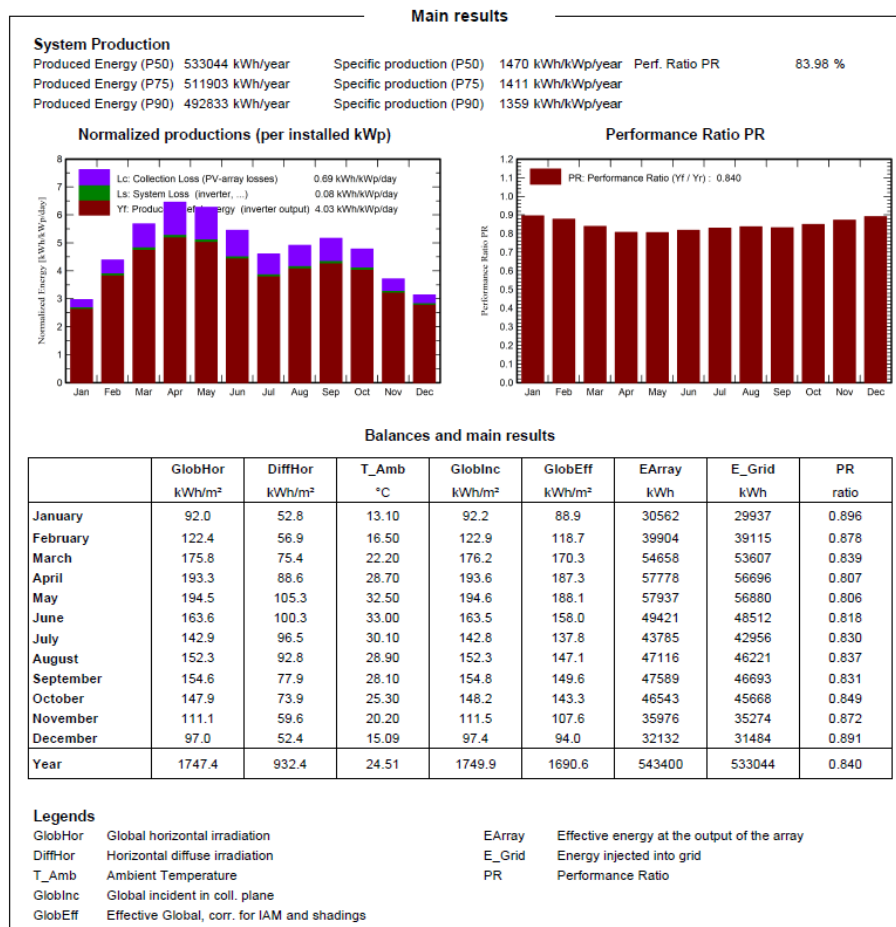 Main results
System Production
Produced Energy (P50) 533044 kWh/year Specific production (P50) 1470 kWh/kWp/year Perf. Ratio PR 83.98 %
Produced Energy (P75) 511903 kWh/year Specific production (P75) 1411 kWh/kWp/year
Produced Energy (P90) 492833 kWh/year Specific production (P90) 1359 kWh/kWp/year
Normalized productions (per installed kWp)
Normalized Energy [kWh/kWp/day]
8
7
6
5
4
3
2
1
0
Lc: Collection Loss (PV-array losses) 0.69 kWh/kWp/day
Ls: System Loss (inverter, ...) 0.08 kWh/kWp/day
Yf: (inverter output) 4.03 kWh/kWp/day
Jan Feb Mar Apr May Jun Jul Aug Sep Oct Nov Dec
Performance Ratio PR
Performance Ratio PR
1.2
1.1
1.0
0.9
0.8
0.7
0.6
0.5
0.4
0.3
0.2
0.1
0.0
PR: Performance Ratio (Yf / Yr) : 0.840
Jan Feb Mar Apr May Jun Jul Aug Sep Oct Nov Dec
Balances and main results
GlobHor DiffHor T_Amb GlobInc GlobEff EArray E_Grid PR
kWh/m² kWh/m² °C kWh/m² kWh/m² kWh kWh ratio
January 92.0 52.8 13.10 92.2 88.9 30562 29937 0.896
February 122.4 56.9 16.50 122.9 118.7 39904 39115 0.878
March 175.8 75.4 22.20 176.2 170.3 54658 53607 0.839
April 193.3 88.6 28.70 193.6 187.3 57778 56696 0.807
May 194.5 105.3 32.50 194.6 188.1 57937 56880 0.806
June 163.6 100.3 33.00 163.5 158.0 49421 48512 0.818
July 142.9 96.5 30.10 142.8 137.8 43785 42956 0.830
August 152.3 92.8 28.90 152.3 147.1 47116 46221 0.837
September 154.6 77.9 28.10 154.8 149.6 47589 46693 0.831
October 147.9 73.9 25.30 148.2 143.3 46543 45668 0.849
November 111.1 59.6 20.20 111.5 107.6 35976 35274 0.872
December 97.0 52.4 15.09 97.4 94.0 32132 31484 0.891
Year 1747.4 932.4 24.51 1749.9 1690.6 543400 533044 0.840
Legends
GlobHor Global horizontal irradiation
DiffHor Horizontal diffuse irradiation
T_Amb Ambient Temperature
GlobInc Global incident in coll. plane
GlobEff Effective Global, corr. for IAM and shadings
EArray Effective energy at the output of the array
E_Grid Energy injected into grid
PR Performance Ratio